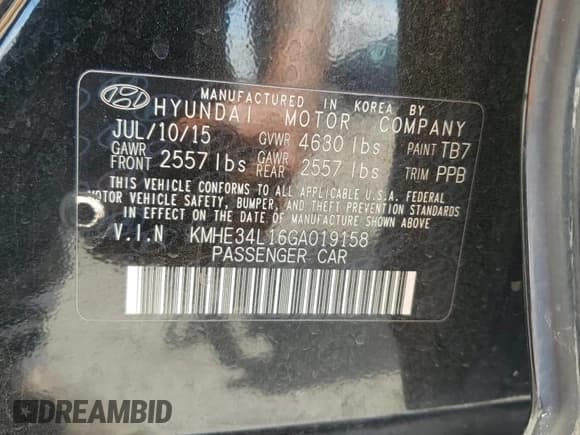 MANUFACTURED IN KOREA BY
HYUNDAI MOTOR COMPANY
JUL/10/15 GVWR 4630 lbs PAINT TB7
GAWR FRONT 2557 lbs GAWR REAR 2557 lbs TRIM PPB
THIS VEHICLE CONFORMS TO ALL APPLICABLE U.S.A. FEDERAL
MOTOR VEHICLE SAFETY, BUMPER, AND THEFT PREVENTION STANDARDS
IN EFFECT ON THE DATE OF MANUFACTURE SHOWN ABOVE
V.I.N KMHE34L16GA019158
PASSENGER CAR
DREAMBID